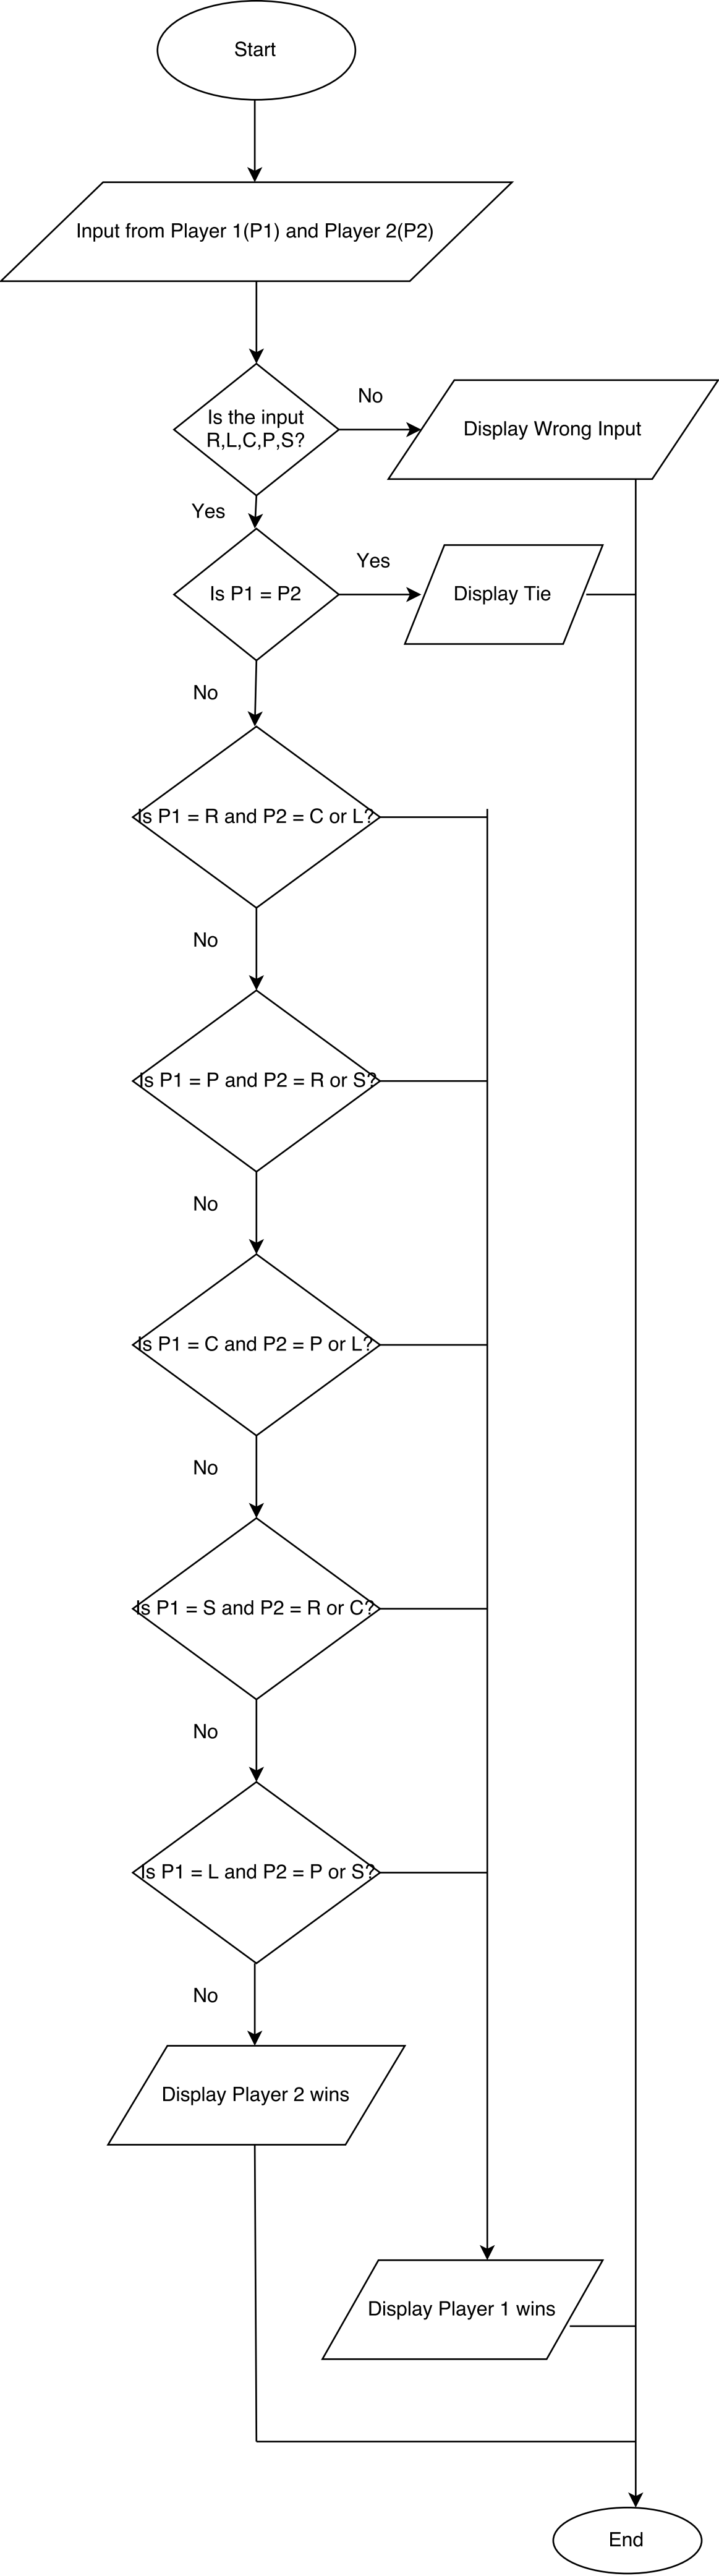 Start
Input from Player 1(P1) and Player 2(P2)
No
Is the input
R,L,C,P,S?
Display Wrong Input
Yes
Yes
Is P1 = P2
Display Tie
No
Is P1 = R and P2 = C or L?
No
Is P1 = P and P2 = R or S?
No
Is P1 = C and P2 = P or L?
No
Is P1 = S and P2 = R or C?
No
Is P1 = L and P2 = P or S?
No
Display Player 2 wins
Display Player 1 wins
End